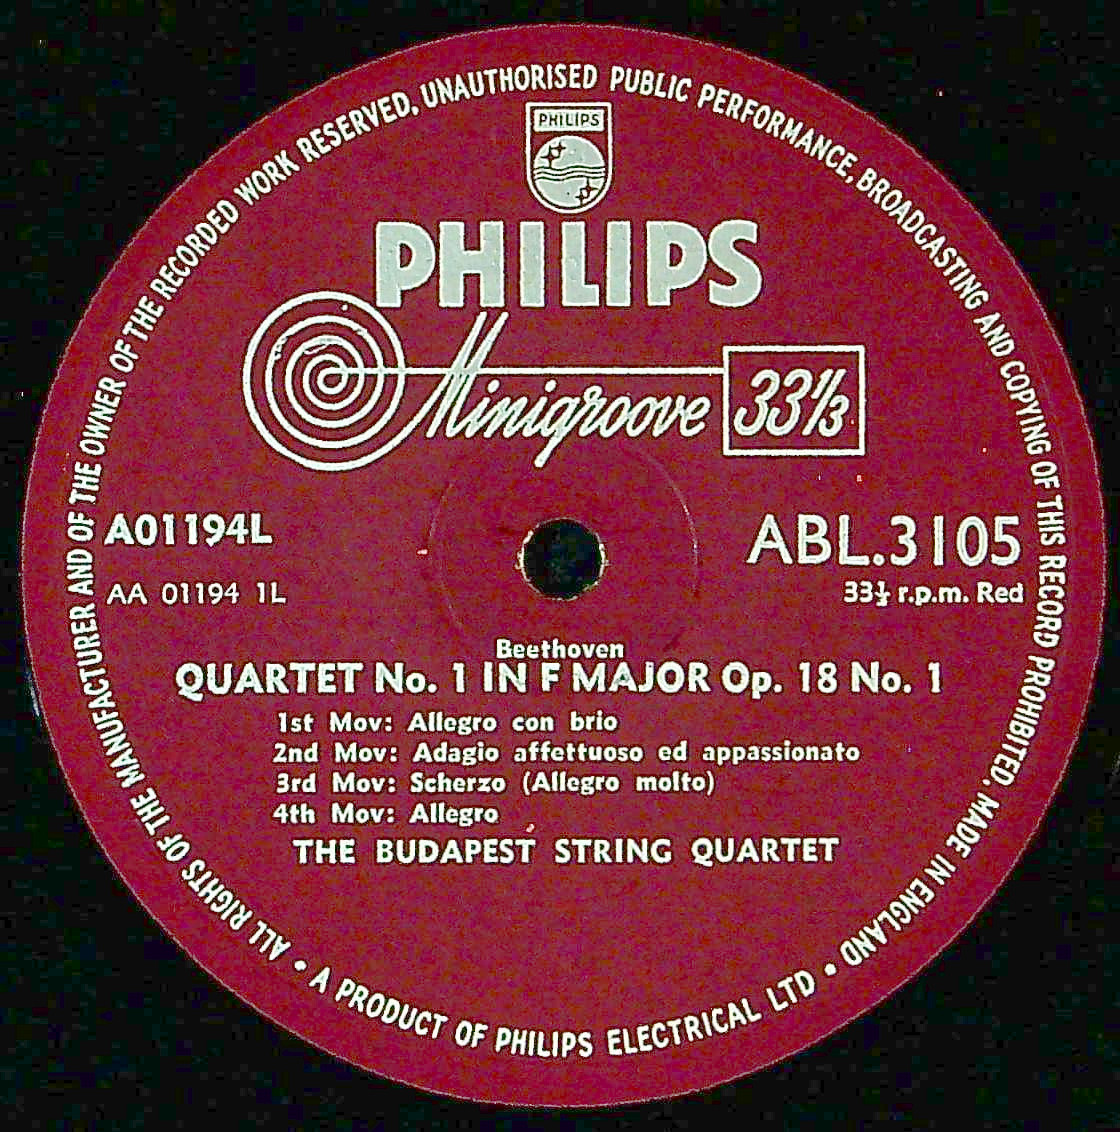 ALL RIGHTS OF THE MANUFACTURER AND OF THE OWNER OF THE RECORDED WORK RESERVED, UNAUTHORISED PUBLIC PERFORMANCE, BROADCASTING AND COPYING OF THIS RECORD PROHIBITED. MADE IN ENGLAND
PHILIPS
PHILIPS
Minigroove 33⅓
A01194L
ABL.3105
AA 01194 1L
33⅓ r.p.m. Red
Beethoven
QUARTET No. 1 IN F MAJOR Op. 18 No. 1
1st Mov: Allegro con brio
2nd Mov: Adagio affettuoso ed appassionato
3rd Mov: Scherzo (Allegro molto)
4th Mov: Allegro
THE BUDAPEST STRING QUARTET
• A PRODUCT OF PHILIPS ELECTRICAL LTD •